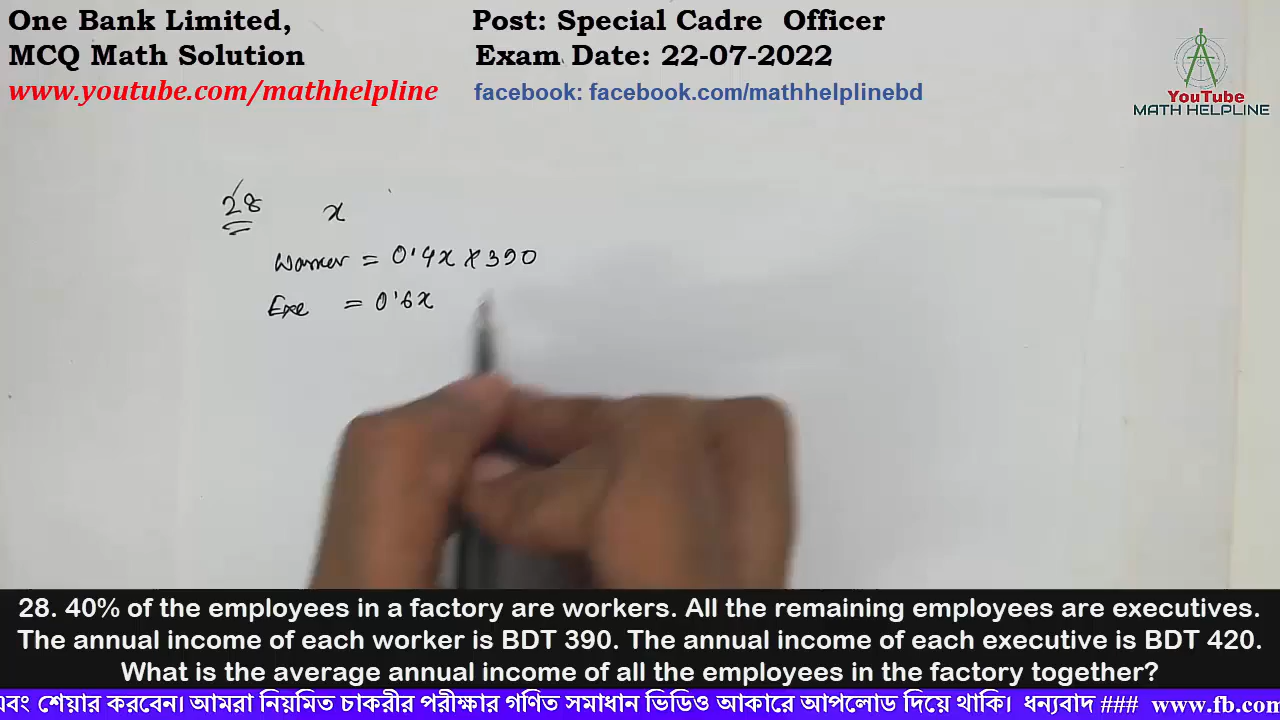 One Bank Limited,
Post: Special Cadre Officer
MCQ Math Solution
Exam Date: 22-07-2022
www.youtube.com/mathhelpline
facebook: facebook.com/mathhelplinebd
YouTube
MATH HELPLINE
28 x
Worker = 0.4x × 390
Exe = 0.6x
28. 40% of the employees in a factory are workers. All the remaining employees are executives.
The annual income of each worker is BDT 390. The annual income of each executive is BDT 420.
What is the average annual income of all the employees in the factory together?
এবং শেয়ার করবেন। আমরা নিয়মিত চাকরীর পরীক্ষার গণিত সমাধান ভিডিও আকারে আপলোড দিয়ে থাকি। ধন্যবাদ ### www.fb.com